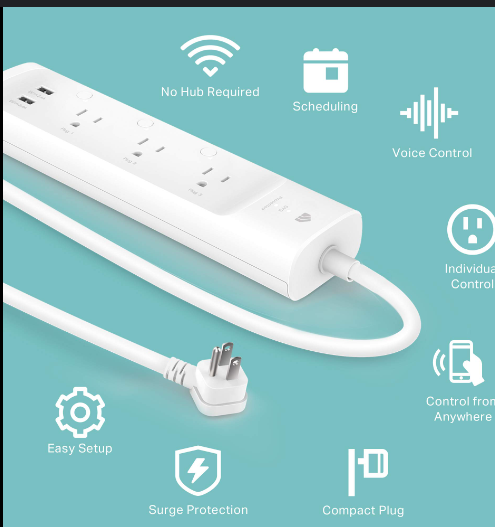 No Hub Required
Scheduling
Voice Control
Individua
Control
Control from
Anywhere
Easy Setup
Surge Protection
Compact Plug